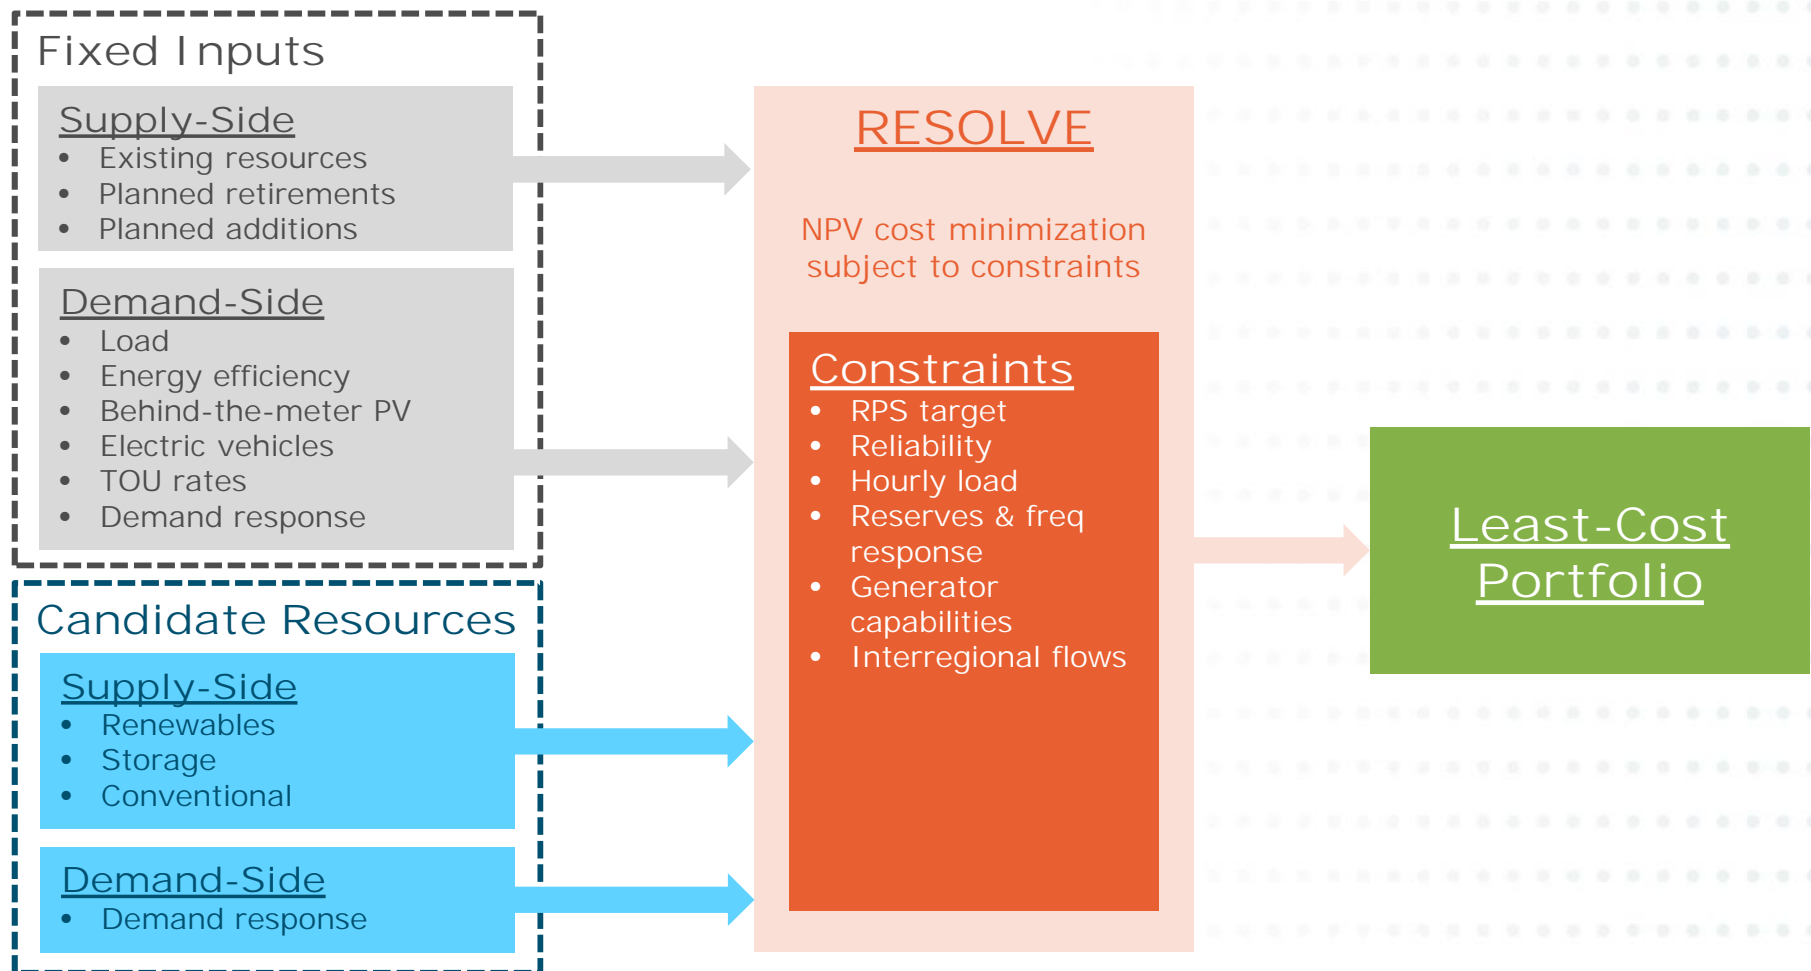 Fixed Inputs
Supply-Side
• Existing resources
• Planned retirements
• Planned additions
Demand-Side
• Load
• Energy efficiency
• Behind-the-meter PV
• Electric vehicles
• TOU rates
• Demand response
Candidate Resources
Supply-Side
• Renewables
• Storage
• Conventional
Demand-Side
• Demand response
RESOLVE
NPV cost minimization
subject to constraints
Constraints
• RPS target
• Reliability
• Hourly load
• Reserves & freq
response
• Generator
capabilities
• Interregional flows
Least-Cost
Portfolio